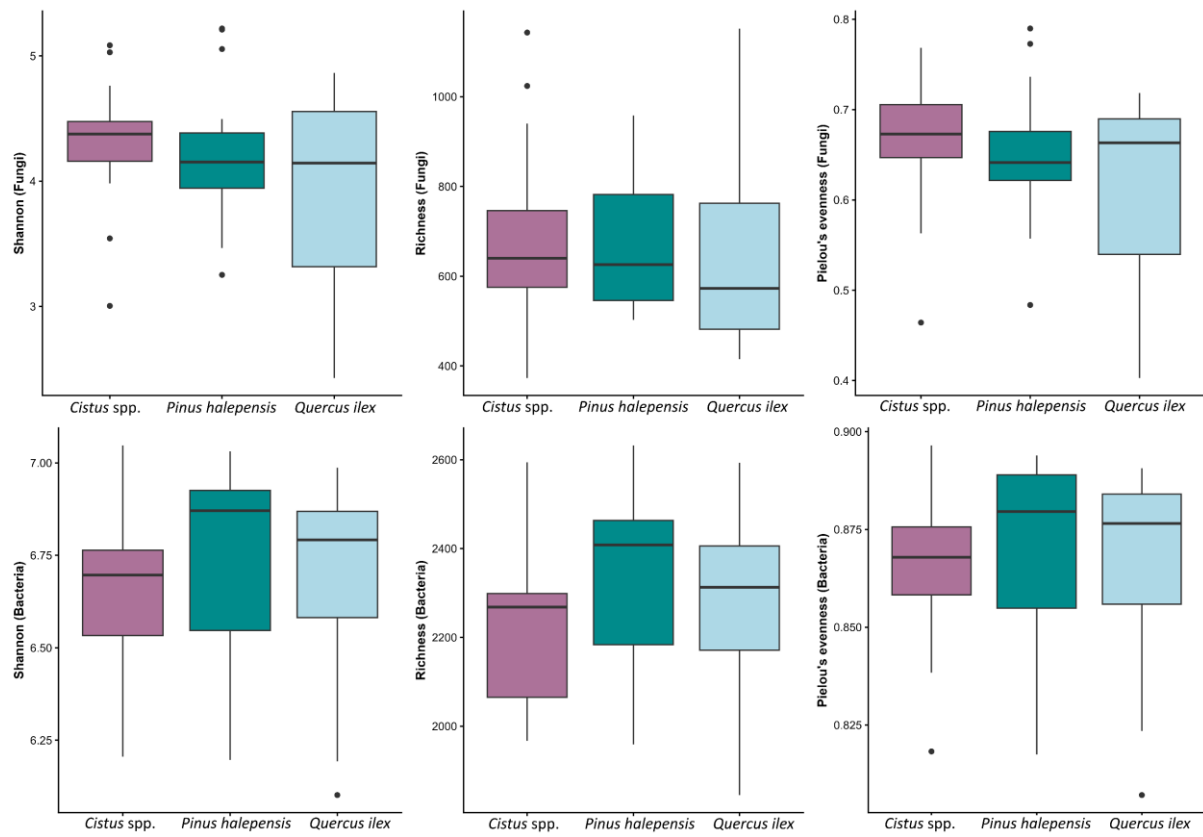 Shannon (Fungi)
5
4
3
Cistus spp.
Pinus halepensis
Quercus ilex
Richness (Fungi)
1000
800
600
400
Cistus spp.
Pinus halepensis
Quercus ilex
Pielou's evenness (Fungi)
0.8
0.7
0.6
0.5
0.4
Cistus spp.
Pinus halepensis
Quercus ilex
Shannon (Bacteria)
7.00
6.75
6.50
6.25
Cistus spp.
Pinus halepensis
Quercus ilex
Richness (Bacteria)
2600
2400
2200
2000
Cistus spp.
Pinus halepensis
Quercus ilex
Pielou's evenness (Bacteria)
0.900
0.875
0.850
0.825
Cistus spp.
Pinus halepensis
Quercus ilex